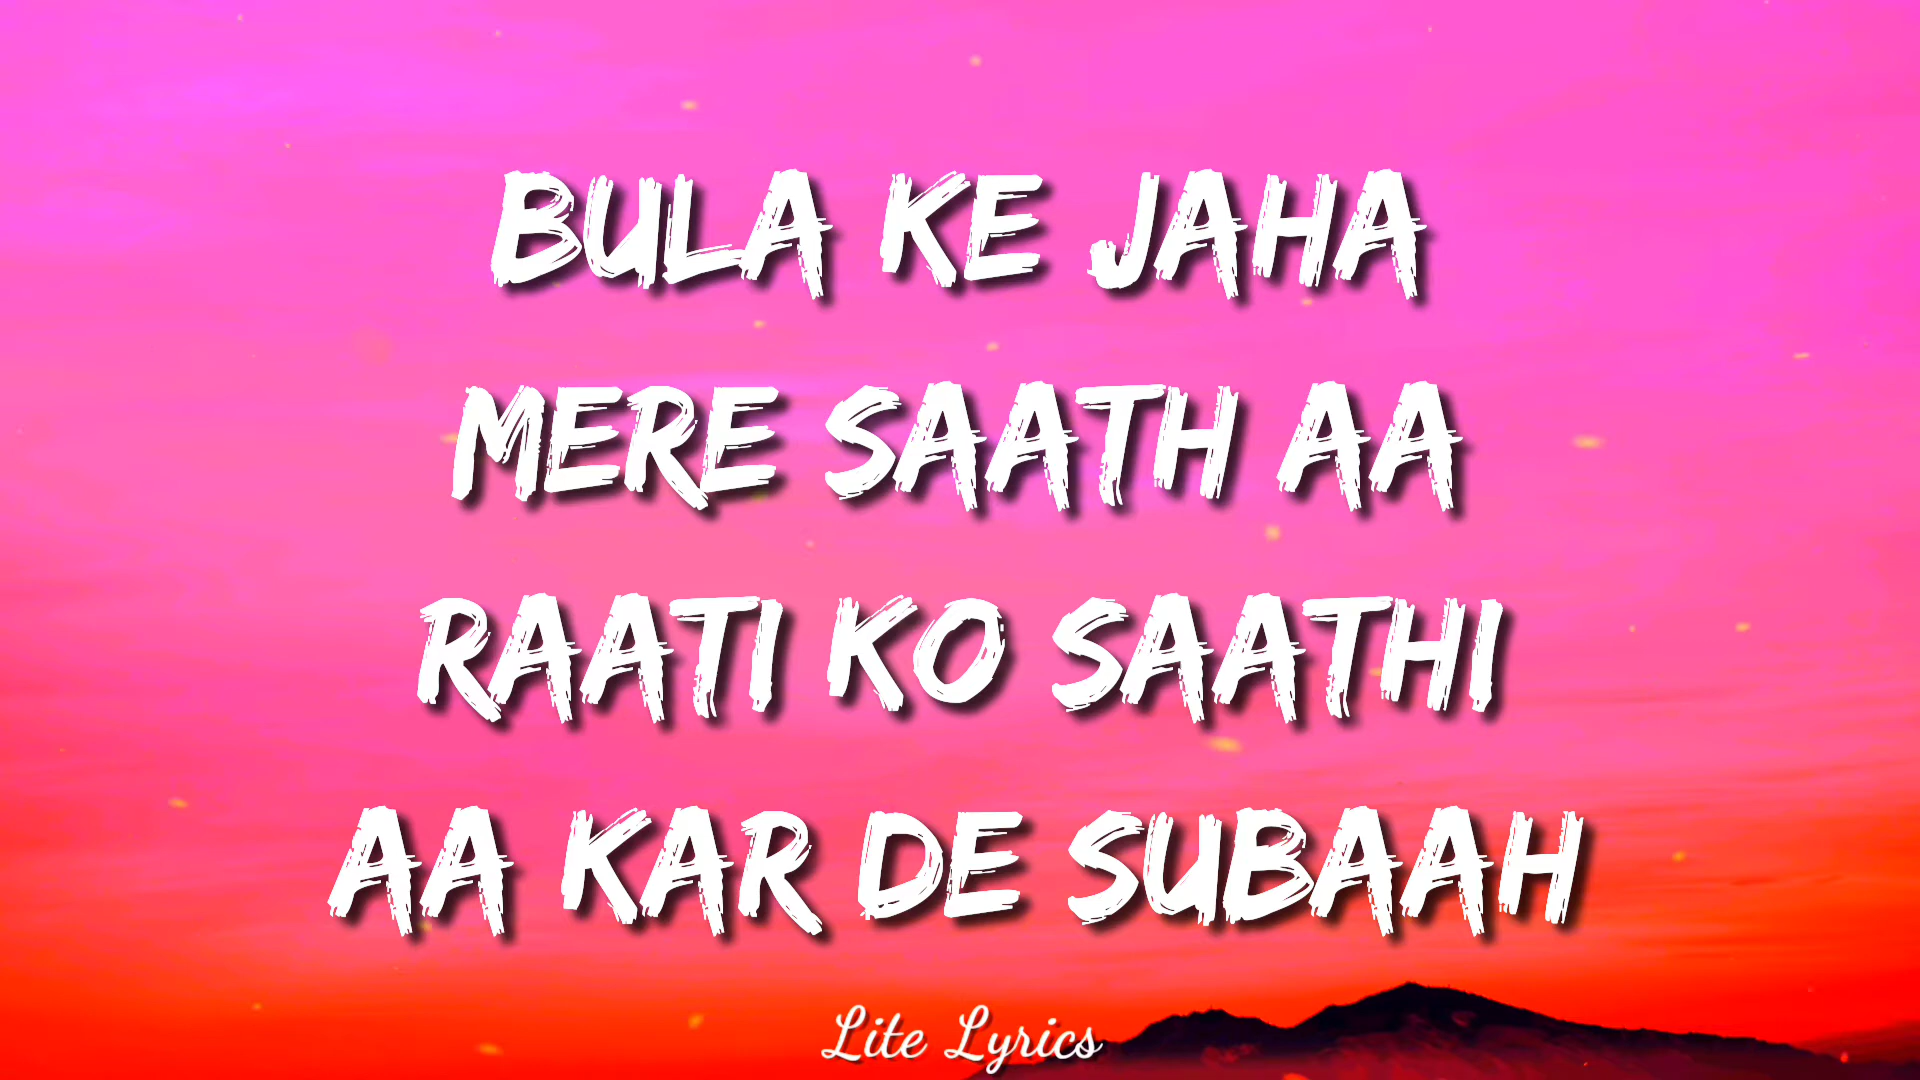 BULA KE JAHA
MERE SAATH AA
RAATI KO SAATHI
AA KAR DE SUBAAH
Lite Lyrics